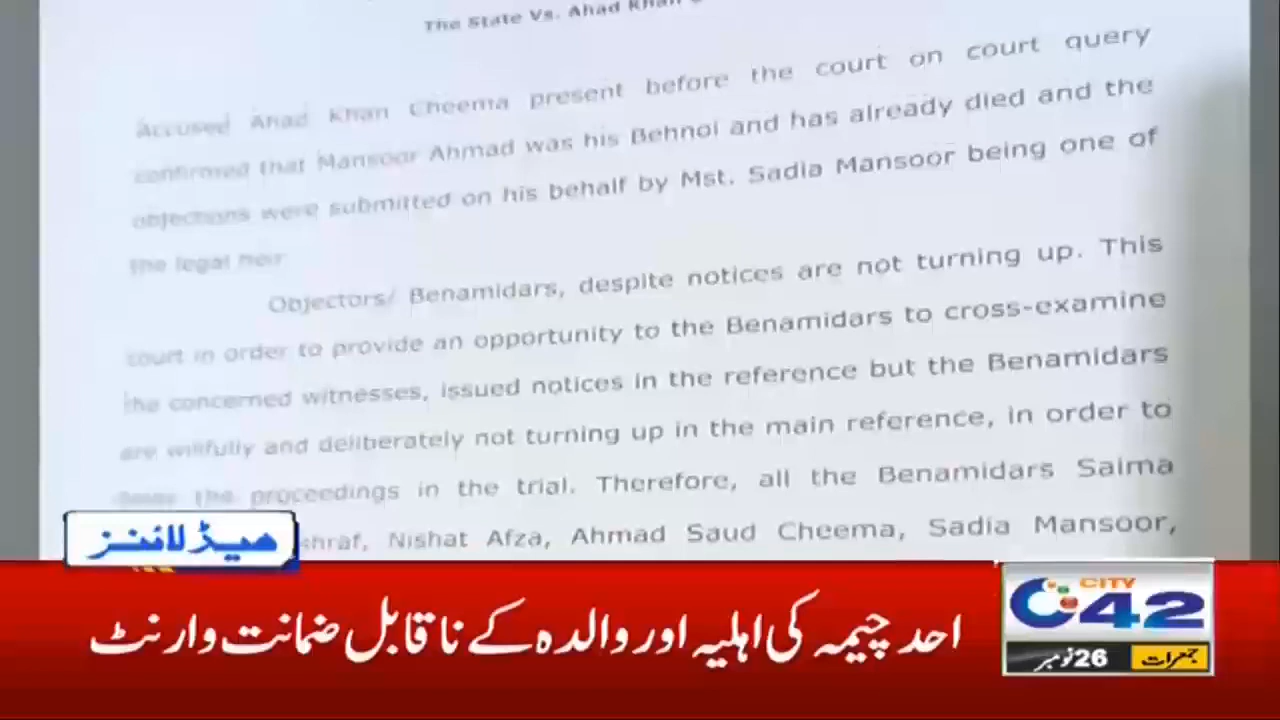 The State Vs. Ahad Khan
Accused Ahad Khan Cheema present before the court on court query
confirmed that Mansoor Ahmad was his Behnoi and has already died and the
objections were submitted on his behalf by Mst. Sadia Mansoor being one of
the legal heir
Objectors/ Benamidars, despite notices are not turning up. This
court in order to provide an opportunity to the Benamidars to cross-examine
the concerned witnesses, issued notices in the reference but the Benamidars
are willfully and deliberately not turning up in the main reference, in order to
the proceedings in the trial. Therefore, all the Benamidars Saima
hraf, Nishat Afza, Ahmad Saud Cheema, Sadia Mansoor,
ہیڈلائنز
احد چیمہ کی اہلیہ اور والدہ کے ناقابل ضمانت وارنٹ
CITY
42
جمعرات
26 نومبر